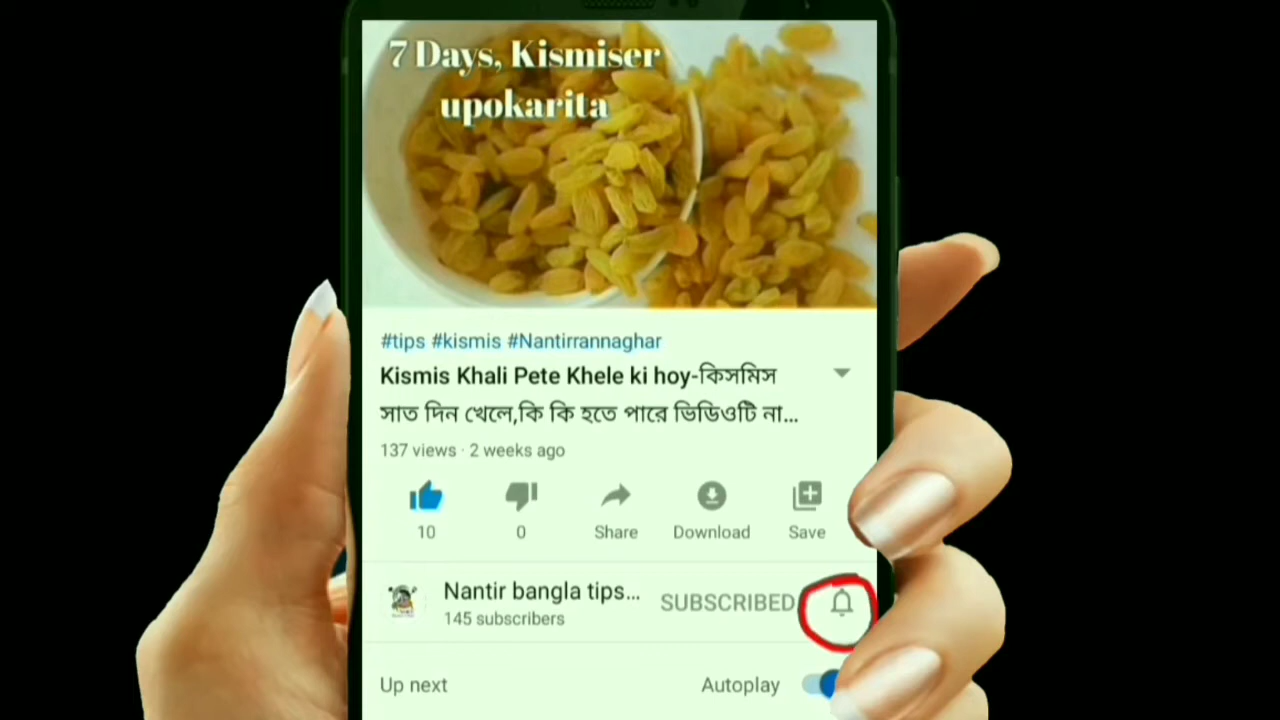 7 Days, Kismiser
upokarita
#tips #kismis #Nantirrannaghar
Kismis Khali Pete Khele ki hoy-কিসমিস
সাত দিন খেলে,কি কি হতে পারে ভিডিওটি না...
137 views · 2 weeks ago
10 0 Share Download Save
Nantir bangla tips... SUBSCRIBED
145 subscribers
Up next Autoplay